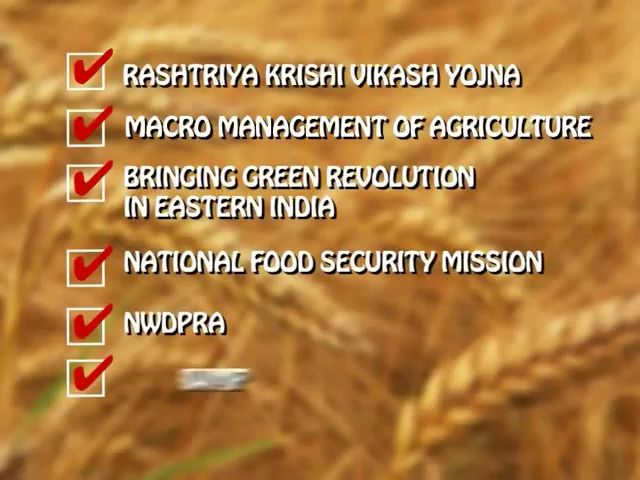 RASHTRIYA KRISHI VIKASH YOJNA
MACRO MANAGEMENT OF AGRICULTURE
BRINGING GREEN REVOLUTION
IN EASTERN INDIA
NATIONAL FOOD SECURITY MISSION
NWDPRA